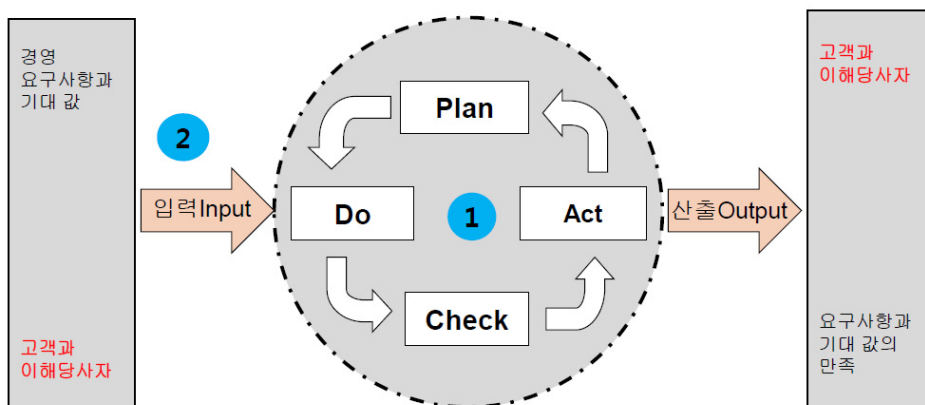 경영
요구사항과
기대 값
고객과
이해당사자
2
입력Input
Plan
Do
1
Act
Check
산출Output
고객과
이해당사자
요구사항과
기대 값의
만족